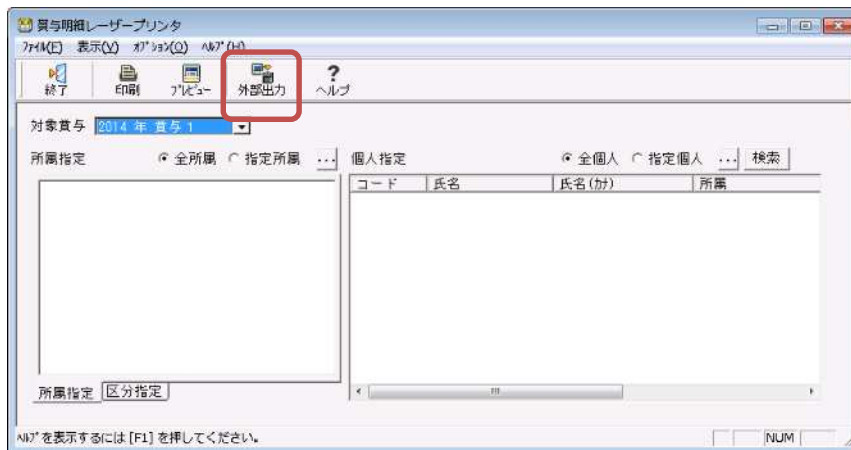 賞与明細レーザープリンタ
ﾌｧｲﾙ(F) 表示(V) ｵﾌﾟｼｮﾝ(O) ﾍﾙﾌﾟ(H)
終了 印刷 ﾌﾟﾚﾋﾞｭｰ 外部出力 ? ヘルプ
対象賞与 2014 年 賞与 1
所属指定 全所属 指定所属 ... 個人指定 全個人 指定個人 ... 検索
コード 氏名 氏名(ｶﾅ) 所属
所属指定 区分指定
ﾍﾙﾌﾟを表示するには [F1] を押してください。 NUM